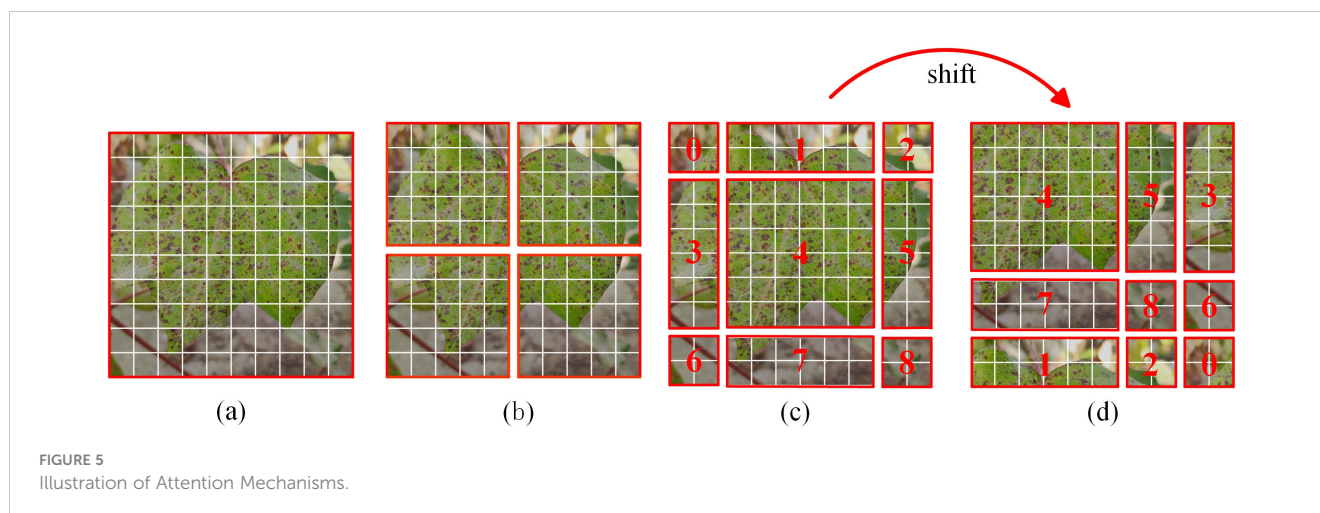 shift
0 1 2
3 4 5
6 7 8
4 5 3
7 8 6
1 2 0
(a) (b) (c) (d)
FIGURE 5
Illustration of Attention Mechanisms.